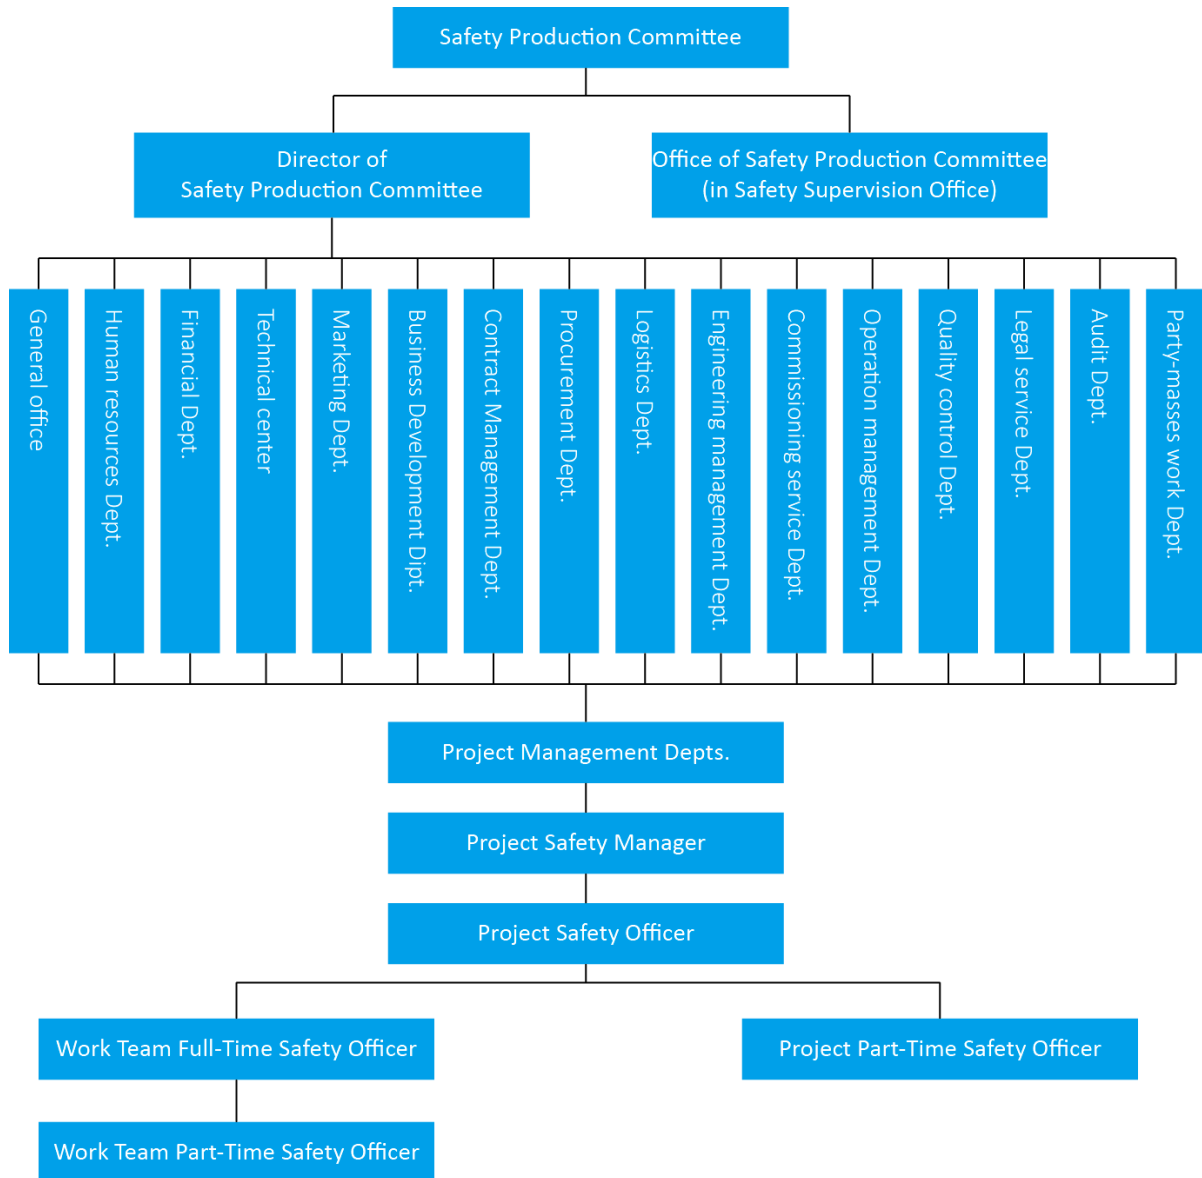 Safety Production Committee
Director of
Safety Production Committee
Office of Safety Production Committee
(in Safety Supervision Office)
General office
Human resources Dept.
Financial Dept.
Technical center
Marketing Dept.
Business Development Dipt.
Contract Management Dept.
Procurement Dept.
Logistics Dept.
Engineering management Dept.
Commissioning service Dept.
Operation management Dept.
Quality control Dept.
Legal service Dept.
Audit Dept.
Party-masses work Dept.
Project Management Depts.
Project Safety Manager
Project Safety Officer
Work Team Full-Time Safety Officer
Project Part-Time Safety Officer
Work Team Part-Time Safety Officer